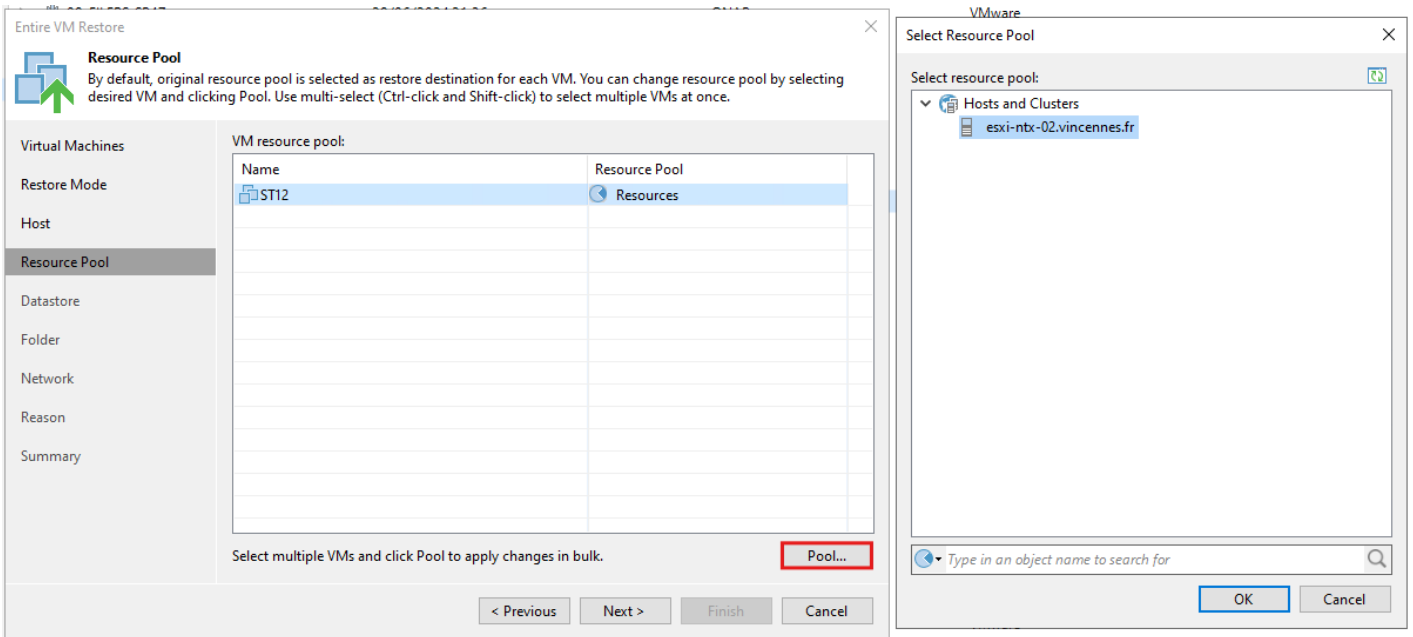 VMware
Entire VM Restore
Resource Pool
By default, original resource pool is selected as restore destination for each VM. You can change resource pool by selecting
desired VM and clicking Pool. Use multi-select (Ctrl-click and Shift-click) to select multiple VMs at once.
Virtual Machines
Restore Mode
Host
Resource Pool
Datastore
Folder
Network
Reason
Summary
VM resource pool:
Name Resource Pool
ST12 Resources
Select multiple VMs and click Pool to apply changes in bulk.
Pool...
< Previous Next > Finish Cancel
Select Resource Pool
Select resource pool:
Hosts and Clusters
esxi-ntx-02.vincennes.fr
Type in an object name to search for
OK Cancel